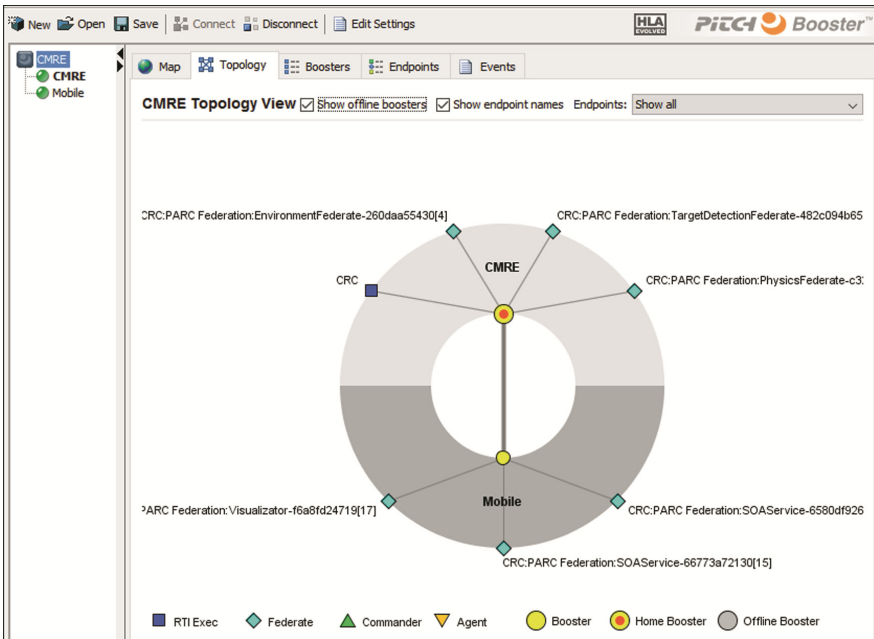 New Open Save Connect Disconnect Edit Settings HLA EVOLVED PITCH Booster™
CMRE
CMRE
Mobile
Map Topology Boosters Endpoints Events
CMRE Topology View Show offline boosters Show endpoint names Endpoints: Show all
CRC:PARC Federation:EnvironmentFederate-260daa55430[4] CRC:PARC Federation:TargetDetectionFederate-482c094b65
CMRE
CRC CRC:PARC Federation:PhysicsFederate-c3
Mobile
PARC Federation:Visualizator-f6a8fd24719[17] CRC:PARC Federation:SOAService-6580df926
CRC:PARC Federation:SOAService-66773a72130[15]
RTI Exec Federate Commander Agent Booster Home Booster Offline Booster